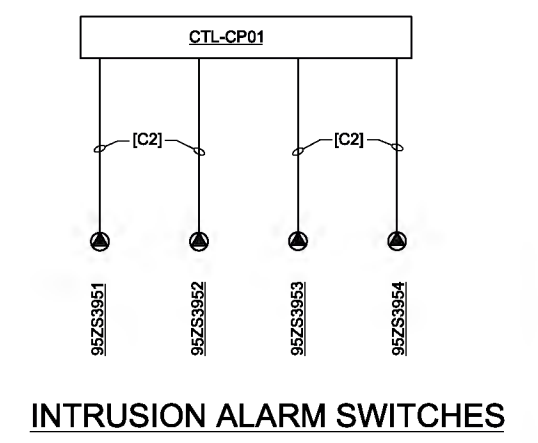 CTL-CP01
[C2] [C2]
95ZS3951
95ZS3952
95ZS3953
95ZS3954
INTRUSION ALARM SWITCHES